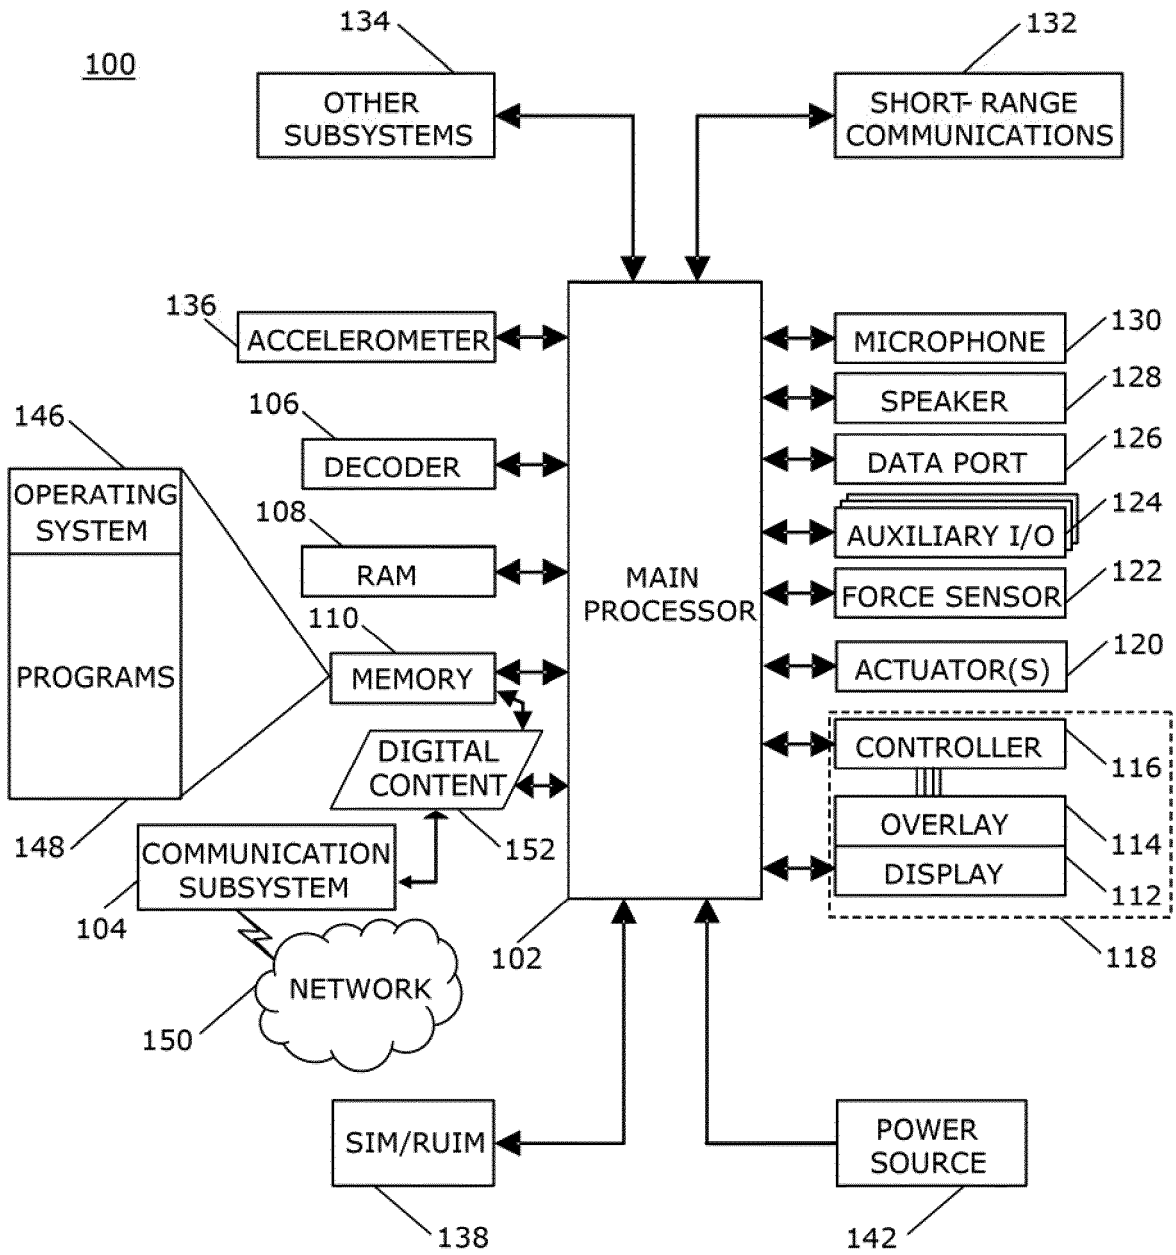 134
132
100
OTHER
SUBSYSTEMS
SHORT-RANGE
COMMUNICATIONS
136
ACCELEROMETER
MICROPHONE
130
SPEAKER
128
146
106
DECODER
DATA PORT
126
OPERATING
SYSTEM
108
RAM
AUXILIARY I/O
124
MAIN
PROCESSOR
FORCE SENSOR
122
110
PROGRAMS
MEMORY
ACTUATOR(S)
120
DIGITAL
CONTENT
CONTROLLER
116
148
152
COMMUNICATION
SUBSYSTEM
OVERLAY
114
DISPLAY
112
104
102
118
NETWORK
150
SIM/RUIM
POWER
SOURCE
138
142